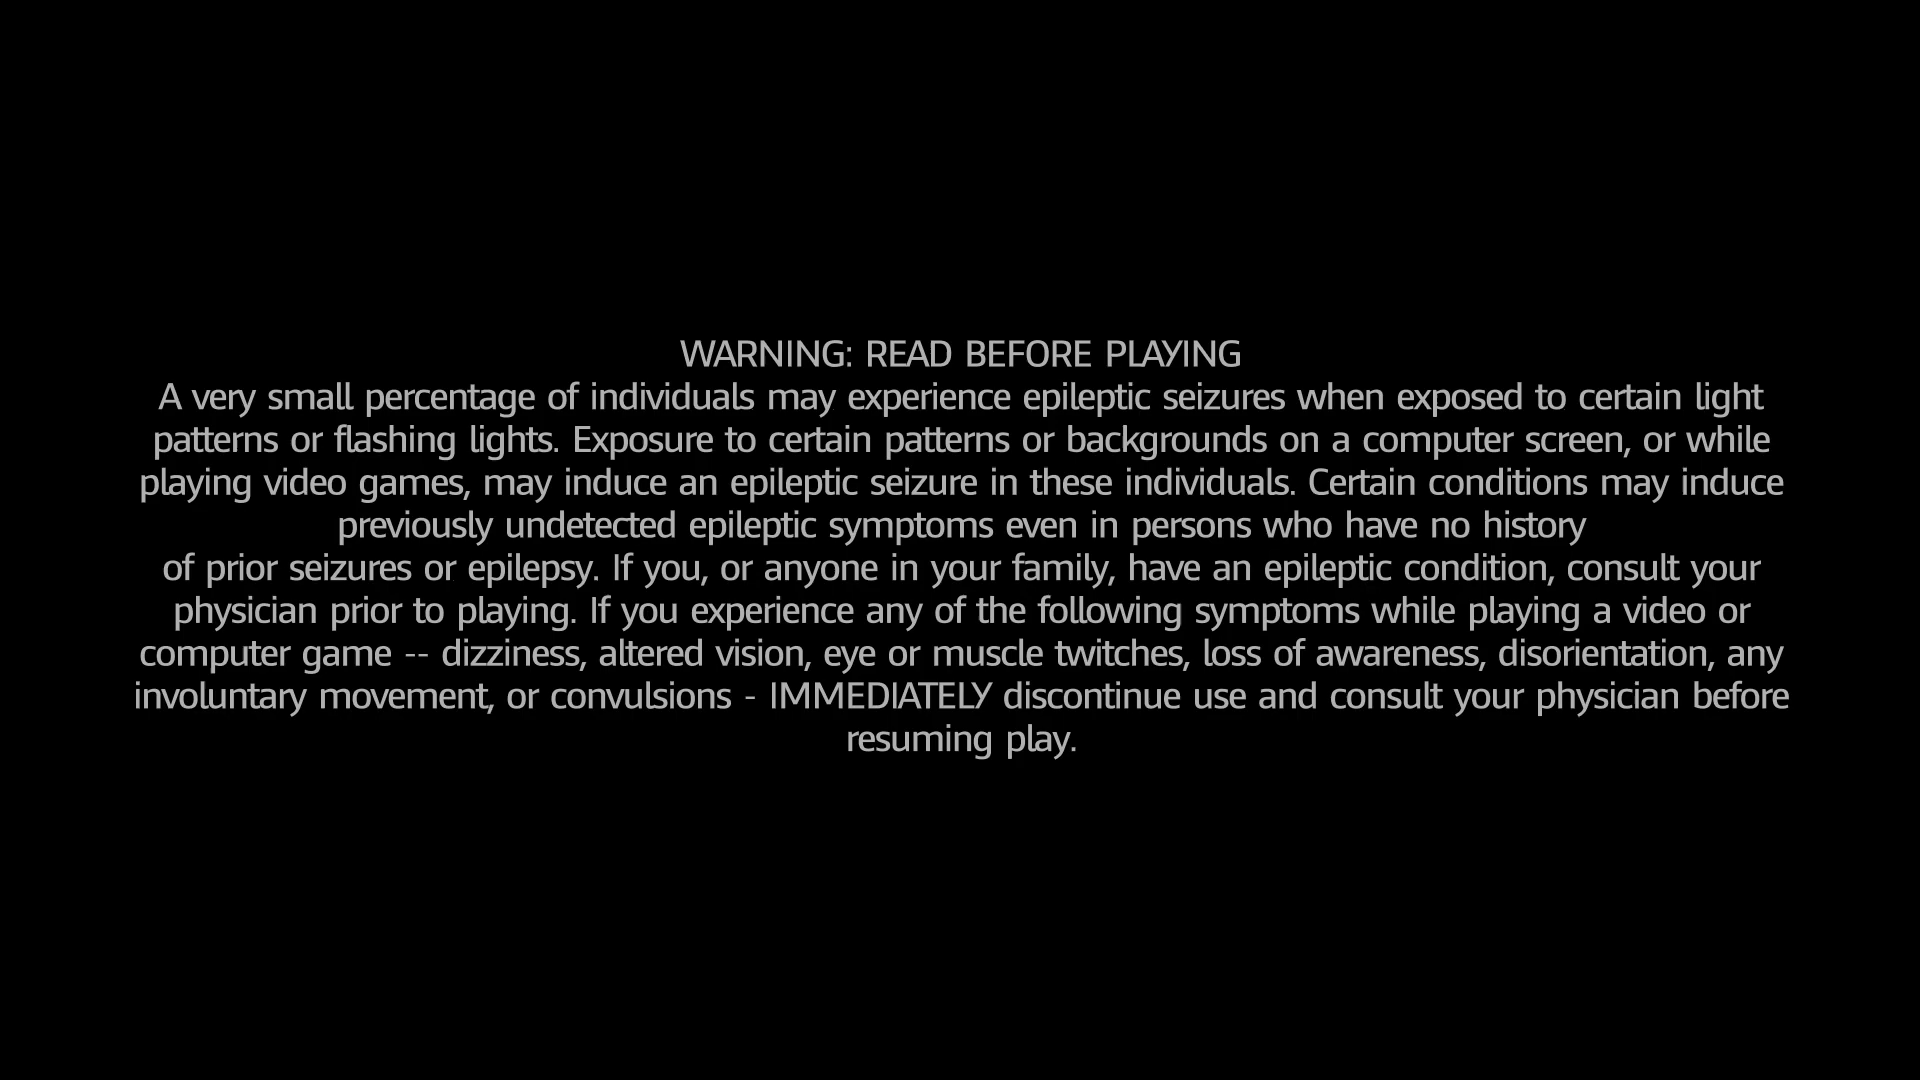 WARNING: READ BEFORE PLAYING
A very small percentage of individuals may experience epileptic seizures when exposed to certain light
patterns or flashing lights. Exposure to certain patterns or backgrounds on a computer screen, or while
playing video games, may induce an epileptic seizure in these individuals. Certain conditions may induce
previously undetected epileptic symptoms even in persons who have no history
of prior seizures or epilepsy. If you, or anyone in your family, have an epileptic condition, consult your
physician prior to playing. If you experience any of the following symptoms while playing a video or
computer game -- dizziness, altered vision, eye or muscle twitches, loss of awareness, disorientation, any
involuntary movement, or convulsions - IMMEDIATELY discontinue use and consult your physician before
resuming play.